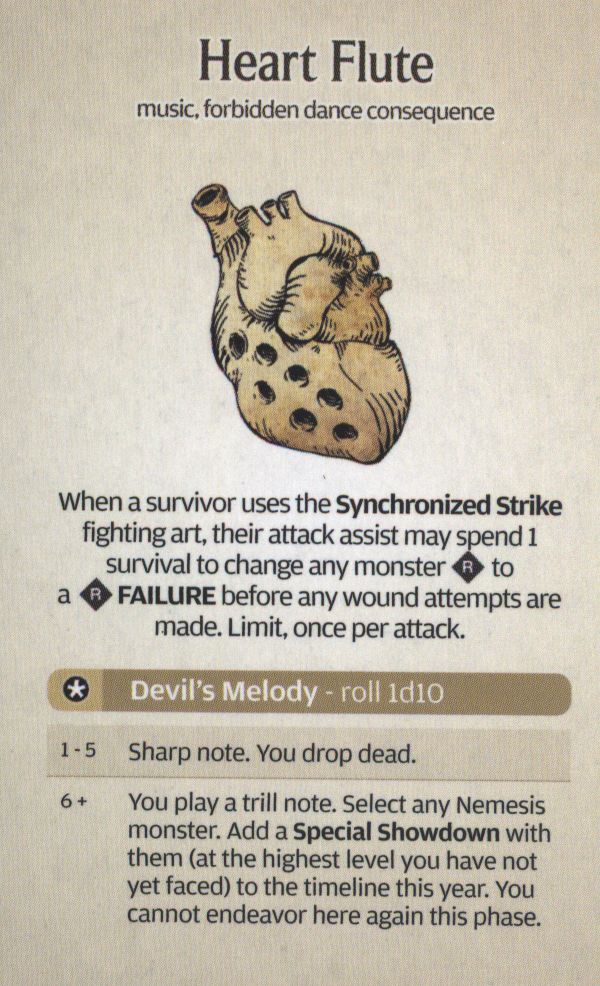 Heart Flute
music, forbidden dance consequence
When a survivor uses the Synchronized Strike
fighting art, their attack assist may spend 1
survival to change any monster R to
a R FAILURE before any wound attempts are
made. Limit, once per attack.
Devil's Melody - roll 1d10
1 - 5 Sharp note. You drop dead.
6+ You play a trill note. Select any Nemesis
monster. Add a Special Showdown with
them (at the highest level you have not
yet faced) to the timeline this year. You
cannot endeavor here again this phase.